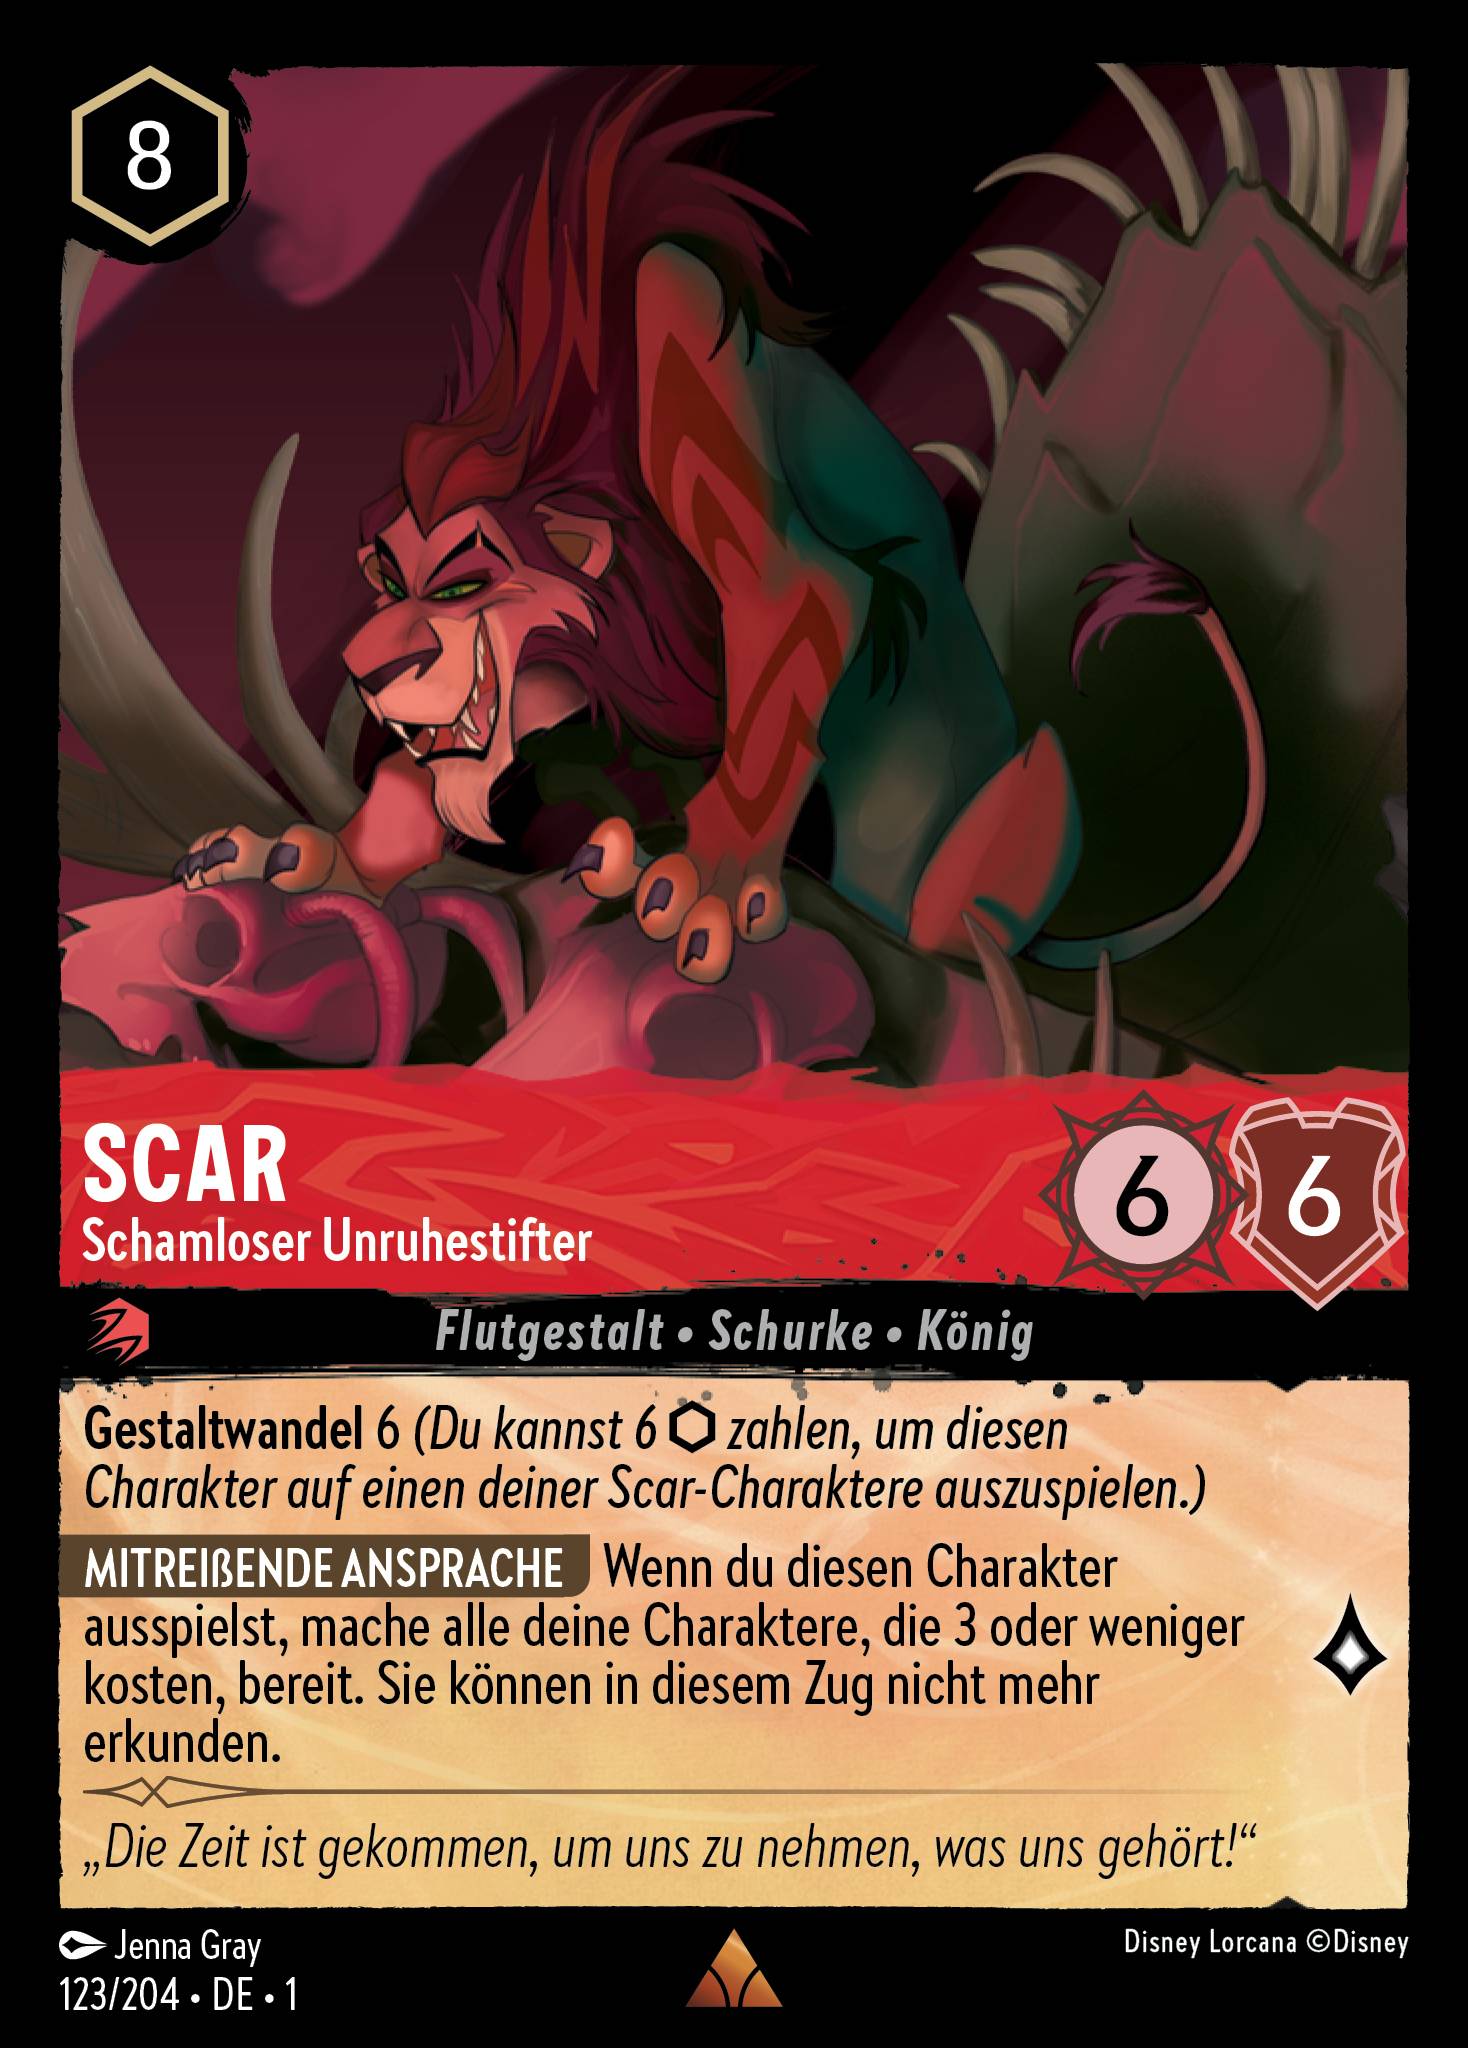 8
SCAR
Schamloser Unruhestifter
6
6
Flutgestalt • Schurke • König
Gestaltwandel 6 (Du kannst 6 ⬡ zahlen, um diesen
Charakter auf einen deiner Scar-Charaktere auszuspielen.)
MITREIßENDE ANSPRACHE Wenn du diesen Charakter
ausspielst, mache alle deine Charaktere, die 3 oder weniger
kosten, bereit. Sie können in diesem Zug nicht mehr
erkunden.
„Die Zeit ist gekommen, um uns zu nehmen, was uns gehört!“
Jenna Gray
Disney Lorcana ©Disney
123/204 • DE • 1